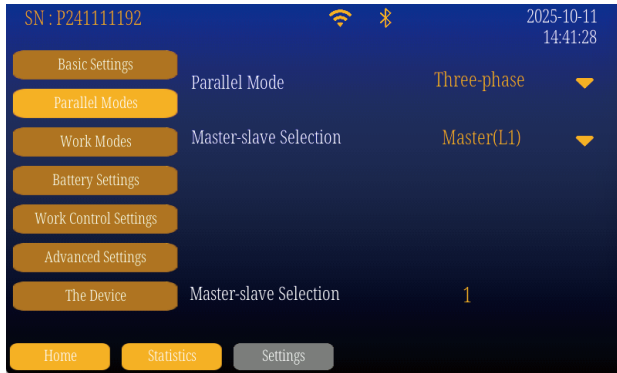 SN : P241111192
2025-10-11
14:41:28
Basic Settings
Parallel Modes
Work Modes
Battery Settings
Work Control Settings
Advanced Settings
The Device
Parallel Mode Three-phase
Master-slave Selection Master(L1)
Master-slave Selection 1
Home Statistics Settings